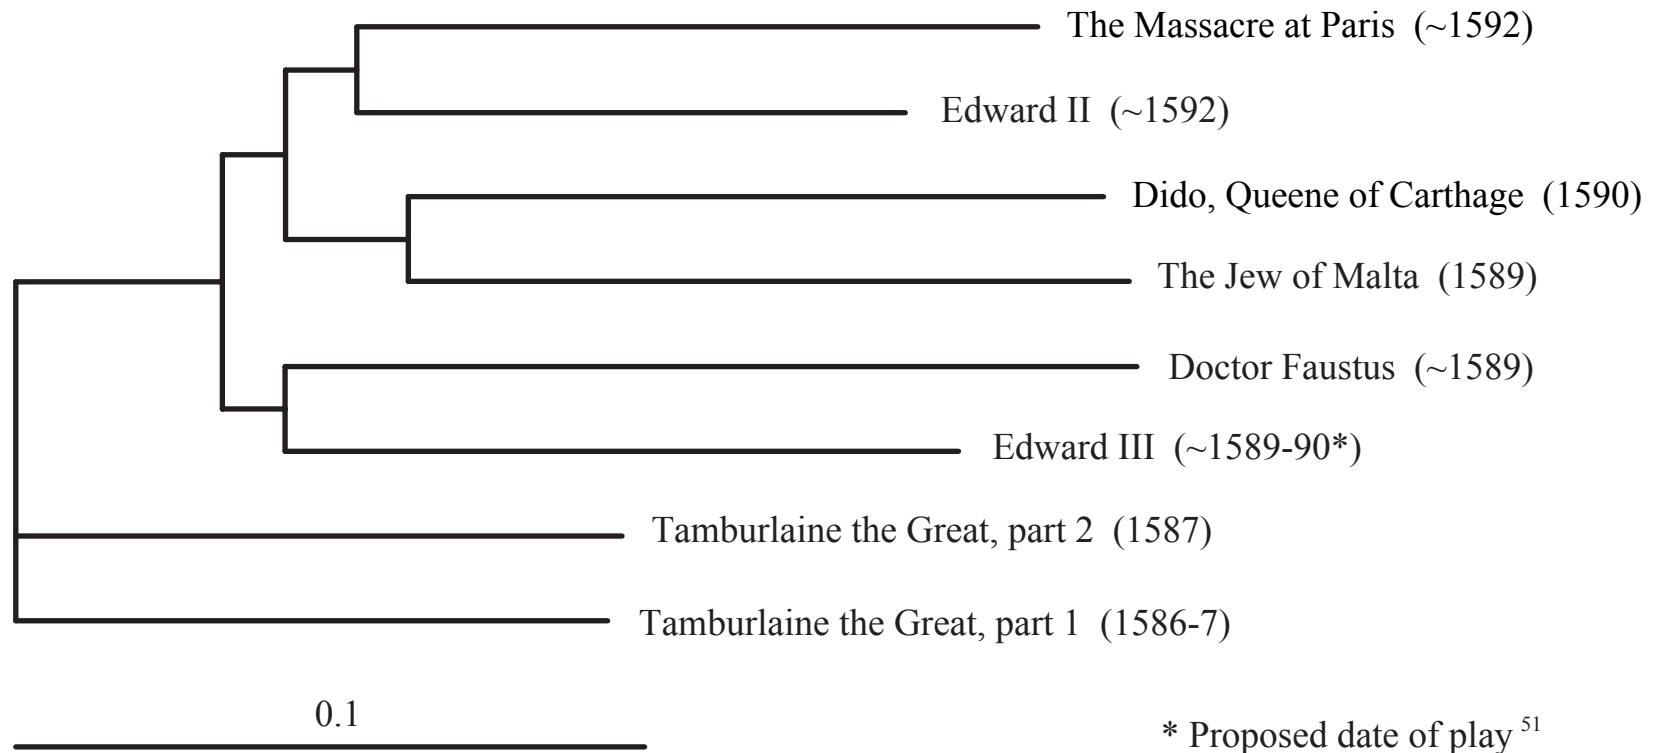 The Massacre at Paris (~1592)
Edward II (~1592)
Dido, Queene of Carthage (1590)
The Jew of Malta (1589)
Doctor Faustus (~1589)
Edward III (~1589-90*)
Tamburlaine the Great, part 2 (1587)
Tamburlaine the Great, part 1 (1586-7)
0.1
* Proposed date of play 51